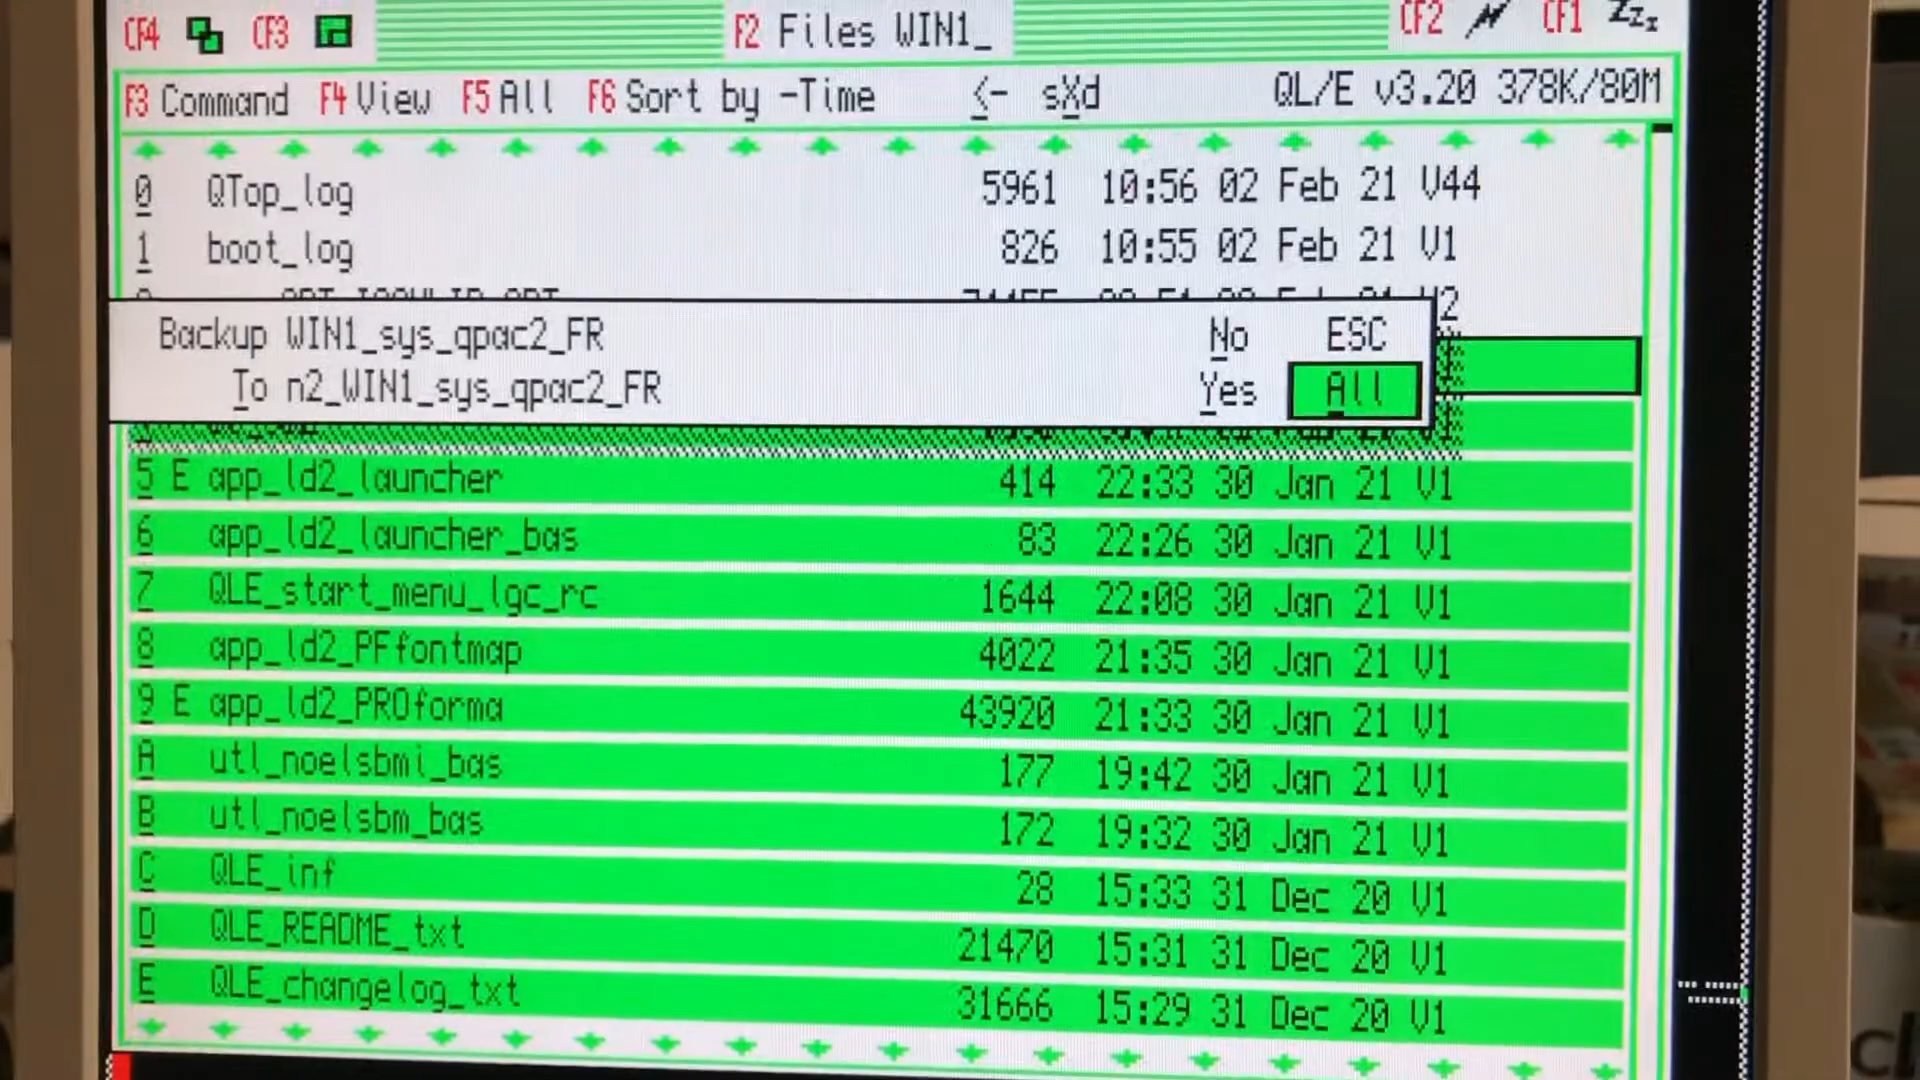 CF4 CF3 F2 Files WIN1_ CF2 CF1 Zzz
F3 Command F4 View F5 All F6 Sort by -Time <- sXd QL/E v3.20 378K/80M
0 QTop_log 5961 10:56 02 Feb 21 V44
1 boot_log 826 10:55 02 Feb 21 V1
Backup WIN1_sys_qpac2_FR No ESC
To n2_WIN1_sys_qpac2_FR Yes All
5 E app_ld2_launcher 414 22:33 30 Jan 21 V1
6 app_ld2_launcher_bas 83 22:26 30 Jan 21 V1
7 QLE_start_menu_lgc_rc 1644 22:08 30 Jan 21 V1
8 app_ld2_PFfontmap 4022 21:35 30 Jan 21 V1
9 E app_ld2_PROforma 43920 21:33 30 Jan 21 V1
A utl_noelsbmi_bas 177 19:42 30 Jan 21 V1
B utl_noelsbm_bas 172 19:32 30 Jan 21 V1
C QLE_inf 28 15:33 31 Dec 20 V1
D QLE_README_txt 21470 15:31 31 Dec 20 V1
E QLE_changelog_txt 31666 15:29 31 Dec 20 V1